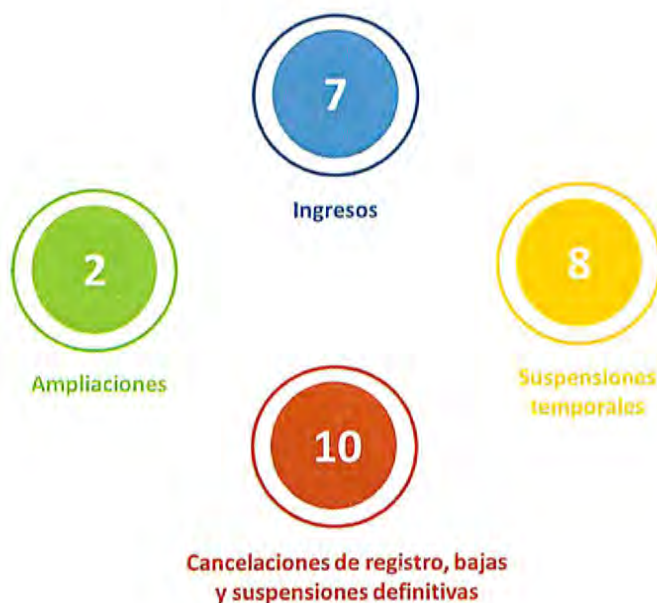 7
Ingresos
2
Ampliaciones
8
Suspensiones
temporales
10
Cancelaciones de registro, bajas
y suspensiones definitivas